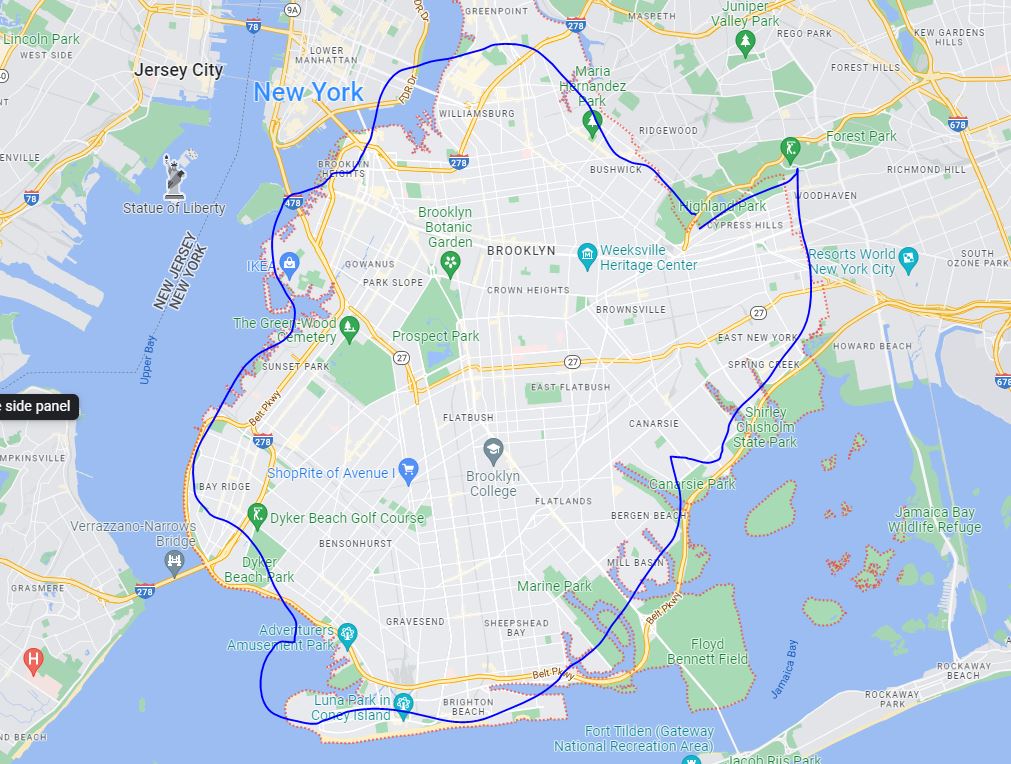 GREENPOINT
MASPETH
Juniper
Valley Park
REGO PARK
KEW GARDENS
HILLS
9A
78
278
Lincoln Park
WEST SIDE
LOWER
MANHATTAN
FDR Dr
Jersey City
FOREST HILLS
New York
FDR Dr
Maria
Hernandez
Park
WILLIAMSBURG
678
RIDGEWOOD
Forest Park
ENVILLE
278
BROOKLYN
HEIGHTS
BUSHWICK
RICHMOND HILL
78
478
WOODHAVEN
Statue of Liberty
Highland Park
Brooklyn
Botanic
Garden
CYPRESS HILLS
NEW JERSEY
NEW YORK
BROOKLYN
Weeksville
Heritage Center
Resorts World
New York City
SOUTH
OZONE PARK
IKEA
GOWANUS
PARK SLOPE
CROWN HEIGHTS
BROWNSVILLE
27
The Green-Wood
Cemetery
Prospect Park
EAST NEW YORK
HOWARD BEACH
Upper Bay
SUNSET PARK
27
27
SPRING CREEK
678
EAST FLATBUSH
e side panel
Belt Pkwy
FLATBUSH
CANARSIE
Shirley
Chisholm
State Park
278
MPKINSVILLE
ShopRite of Avenue I
Brooklyn
College
BAY RIDGE
FLATLANDS
Canarsie Park
Jamaica Bay
Wildlife Refuge
Verrazzano-Narrows
Bridge
Dyker Beach Golf Course
BERGEN BEACH
BENSONHURST
Dyker
Beach Park
MILL BASIN
GRASMERE
278
Marine Park
Belt Pkwy
GRAVESEND
SHEEPSHEAD
BAY
Adventurers
Amusement Park
Floyd
Bennett Field
Jamaica Bay
H
Belt Pkwy
ROCKAWAY
BEACH
Luna Park in
Coney Island
BRIGHTON
BEACH
ROCKAWAY
PARK
ND BEACH
Fort Tilden (Gateway
National Recreation Area)
Jacob Riis Park